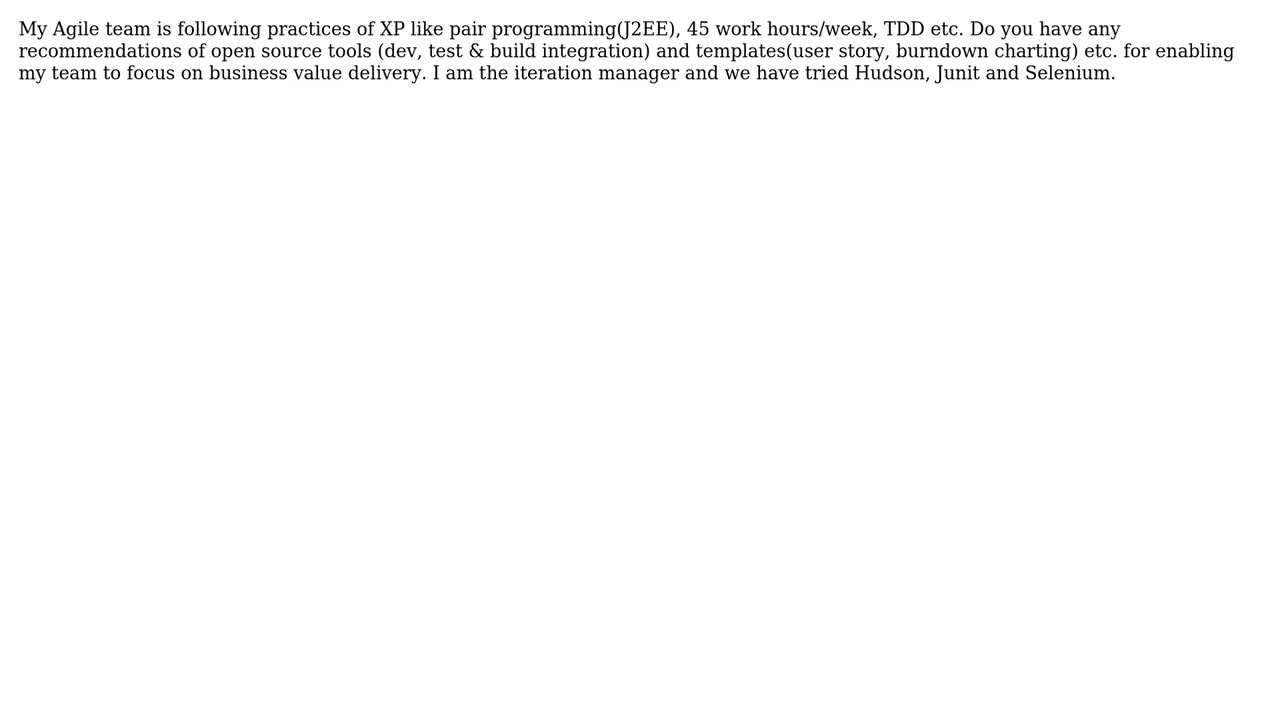 My Agile team is following practices of XP like pair programming(J2EE), 45 work hours/week, TDD etc. Do you have any
recommendations of open source tools (dev, test & build integration) and templates(user story, burndown charting) etc. for enabling
my team to focus on business value delivery. I am the iteration manager and we have tried Hudson, Junit and Selenium.